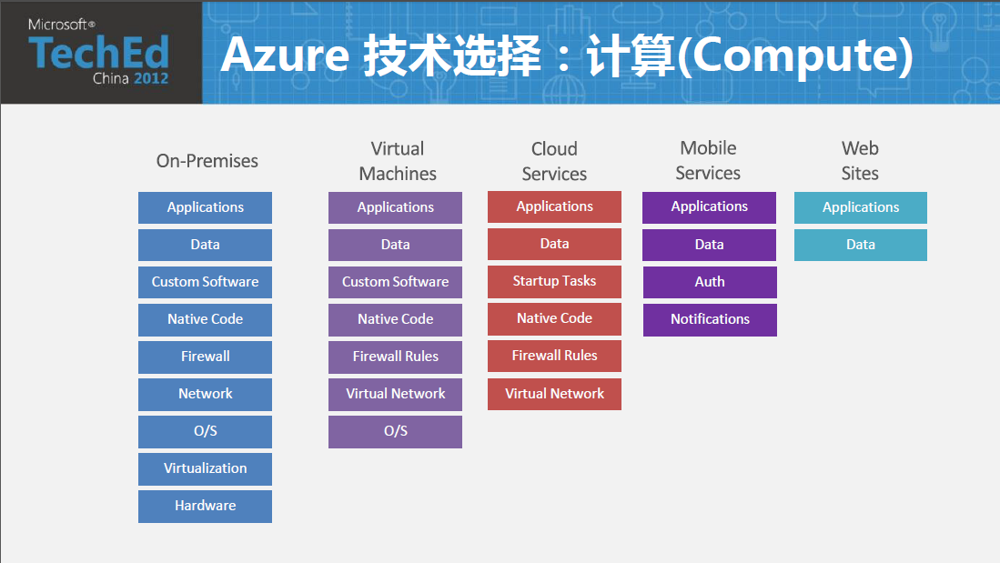 Microsoft®
TechEd
China 2012
Azure 技术选择：计算(Compute)
On-Premises
Applications
Data
Custom Software
Native Code
Firewall
Network
O/S
Virtualization
Hardware
Virtual
Machines
Applications
Data
Custom Software
Native Code
Firewall Rules
Virtual Network
O/S
Cloud
Services
Applications
Data
Startup Tasks
Native Code
Firewall Rules
Virtual Network
Mobile
Services
Applications
Data
Auth
Notifications
Web
Sites
Applications
Data